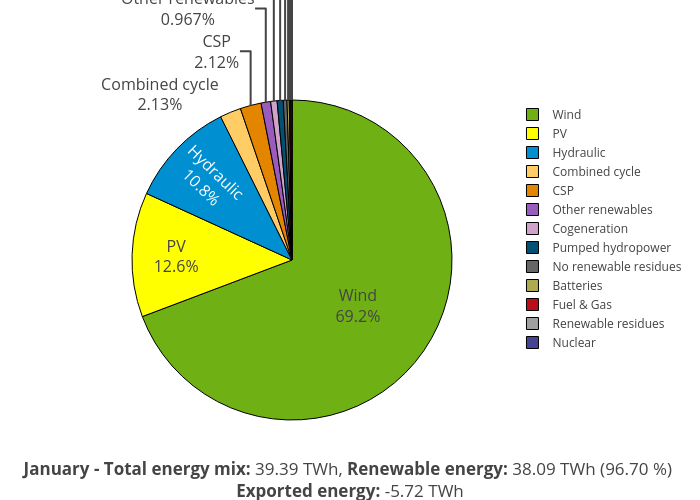 Other renewables
0.967%
CSP
2.12%
Combined cycle
2.13%
Hydraulic
10.8%
PV
12.6%
Wind
69.2%
Wind
PV
Hydraulic
Combined cycle
CSP
Other renewables
Cogeneration
Pumped hydropower
No renewable residues
Batteries
Fuel & Gas
Renewable residues
Nuclear
January - Total energy mix: 39.39 TWh, Renewable energy: 38.09 TWh (96.70 %)
Exported energy: -5.72 TWh